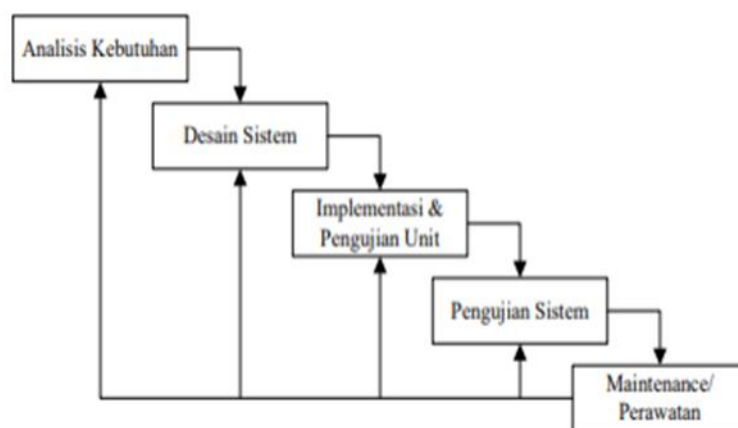 Analisis Kebutuhan
Desain Sistem
Implementasi &
Pengujian Unit
Pengujian Sistem
Maintenance/
Perawatan